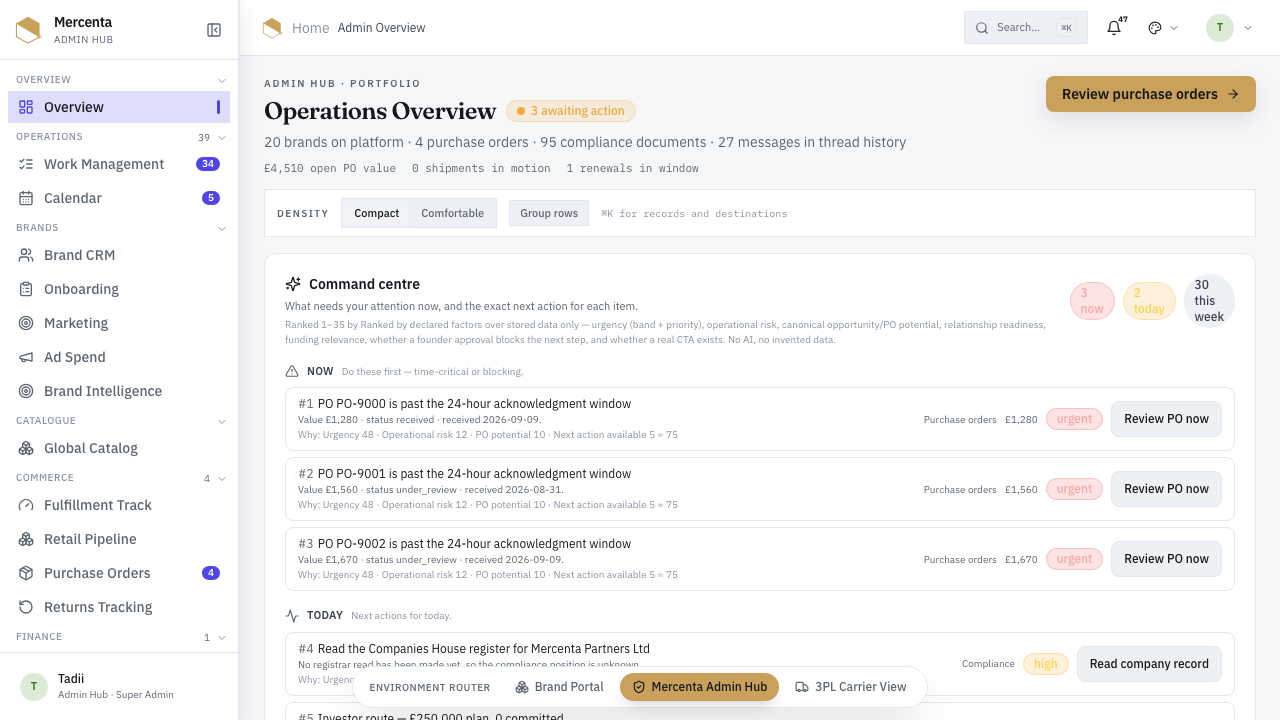 Mercenta
ADMIN HUB
OVERVIEW
Overview
OPERATIONS 39
Work Management 34
Calendar 5
BRANDS
Brand CRM
Onboarding
Marketing
Ad Spend
Brand Intelligence
CATALOGUE
Global Catalog
COMMERCE 4
Fulfillment Track
Retail Pipeline
Purchase Orders 4
Returns Tracking
FINANCE 1
T Tadii
Admin Hub · Super Admin
Home Admin Overview
Search... ⌘K
47
T
ADMIN HUB · PORTFOLIO
Operations Overview
3 awaiting action
Review purchase orders
20 brands on platform · 4 purchase orders · 95 compliance documents · 27 messages in thread history
£4,510 open PO value 0 shipments in motion 1 renewals in window
DENSITY Compact Comfortable Group rows ⌘K for records and destinations
Command centre
What needs your attention now, and the exact next action for each item.
Ranked 1–35 by Ranked by declared factors over stored data only — urgency (band + priority), operational risk, canonical opportunity/PO potential, relationship readiness,
funding relevance, whether a founder approval blocks the next step, and whether a real CTA exists. No AI, no invented data.
3 now
2 today
30 this week
NOW Do these first — time-critical or blocking.
#1 PO PO-9000 is past the 24-hour acknowledgment window
Value £1,280 · status received · received 2026-09-09.
Why: Urgency 48 · Operational risk 12 · PO potential 10 · Next action available 5 = 75
Purchase orders £1,280 urgent Review PO now
#2 PO PO-9001 is past the 24-hour acknowledgment window
Value £1,560 · status under_review · received 2026-08-31.
Why: Urgency 48 · Operational risk 12 · PO potential 10 · Next action available 5 = 75
Purchase orders £1,560 urgent Review PO now
#3 PO PO-9002 is past the 24-hour acknowledgment window
Value £1,670 · status under_review · received 2026-09-09.
Why: Urgency 48 · Operational risk 12 · PO potential 10 · Next action available 5 = 75
Purchase orders £1,670 urgent Review PO now
TODAY Next actions for today.
#4 Read the Companies House register for Mercenta Partners Ltd
No registrar read has been made yet, so the compliance position is unknown.
Why: Urgenc
Compliance high Read company record
#5 Investor route — £250,000 plan, 0 committed
ENVIRONMENT ROUTER Brand Portal Mercenta Admin Hub 3PL Carrier View